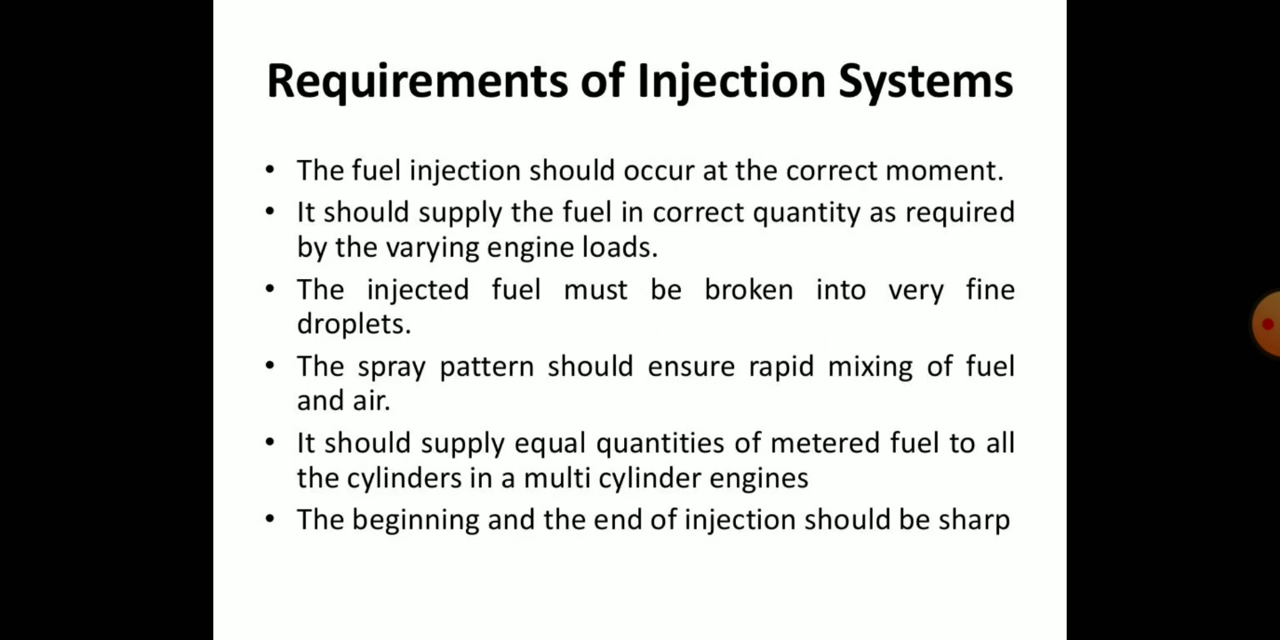 Requirements of Injection Systems
• The fuel injection should occur at the correct moment.
• It should supply the fuel in correct quantity as required
by the varying engine loads.
• The injected fuel must be broken into very fine
droplets.
• The spray pattern should ensure rapid mixing of fuel
and air.
• It should supply equal quantities of metered fuel to all
the cylinders in a multi cylinder engines
• The beginning and the end of injection should be sharp